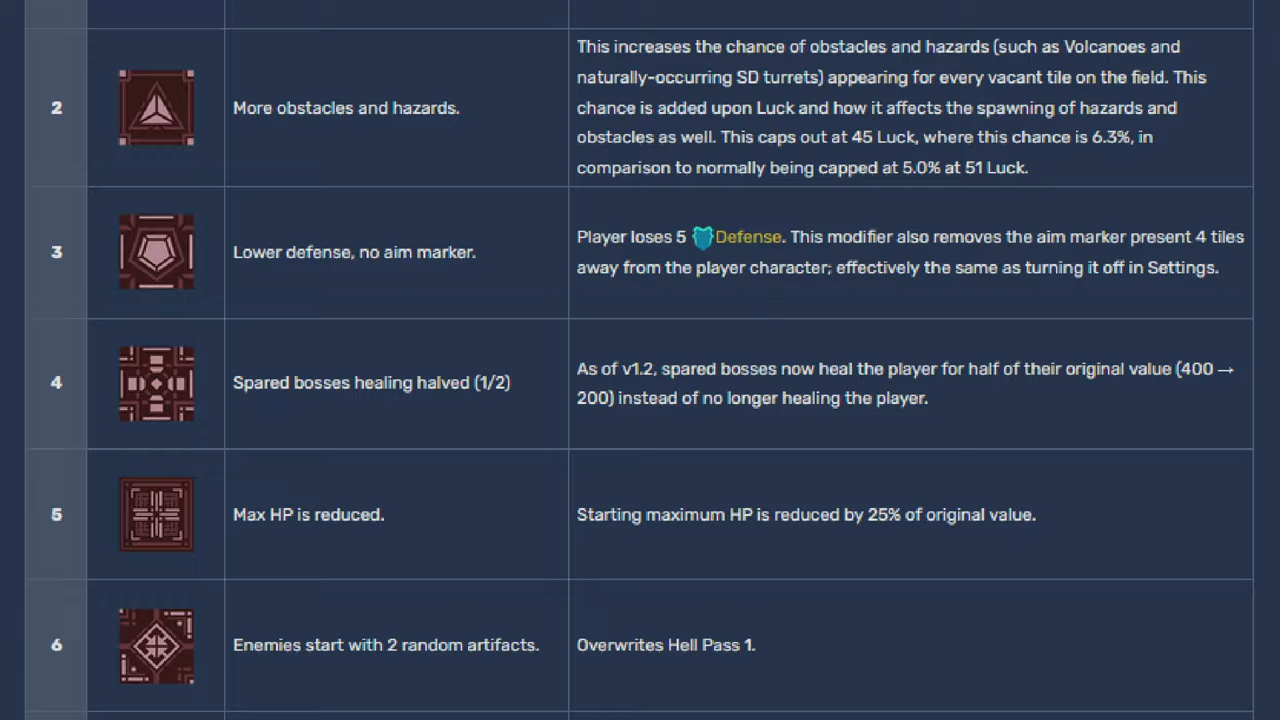 2
More obstacles and hazards.
This increases the chance of obstacles and hazards (such as Volcanoes and
naturally-occurring SD turrets) appearing for every vacant tile on the field. This
chance is added upon Luck and how it affects the spawning of hazards and
obstacles as well. This caps out at 45 Luck, where this chance is 6.3%, in
comparison to normally being capped at 5.0% at 51 Luck.
3
Lower defense, no aim marker.
Player loses 5 Defense. This modifier also removes the aim marker present 4 tiles
away from the player character; effectively the same as turning it off in Settings.
4
Spared bosses healing halved (1/2)
As of v1.2, spared bosses now heal the player for half of their original value (400 →
200) instead of no longer healing the player.
5
Max HP is reduced.
Starting maximum HP is reduced by 25% of original value.
6
Enemies start with 2 random artifacts.
Overwrites Hell Pass 1.